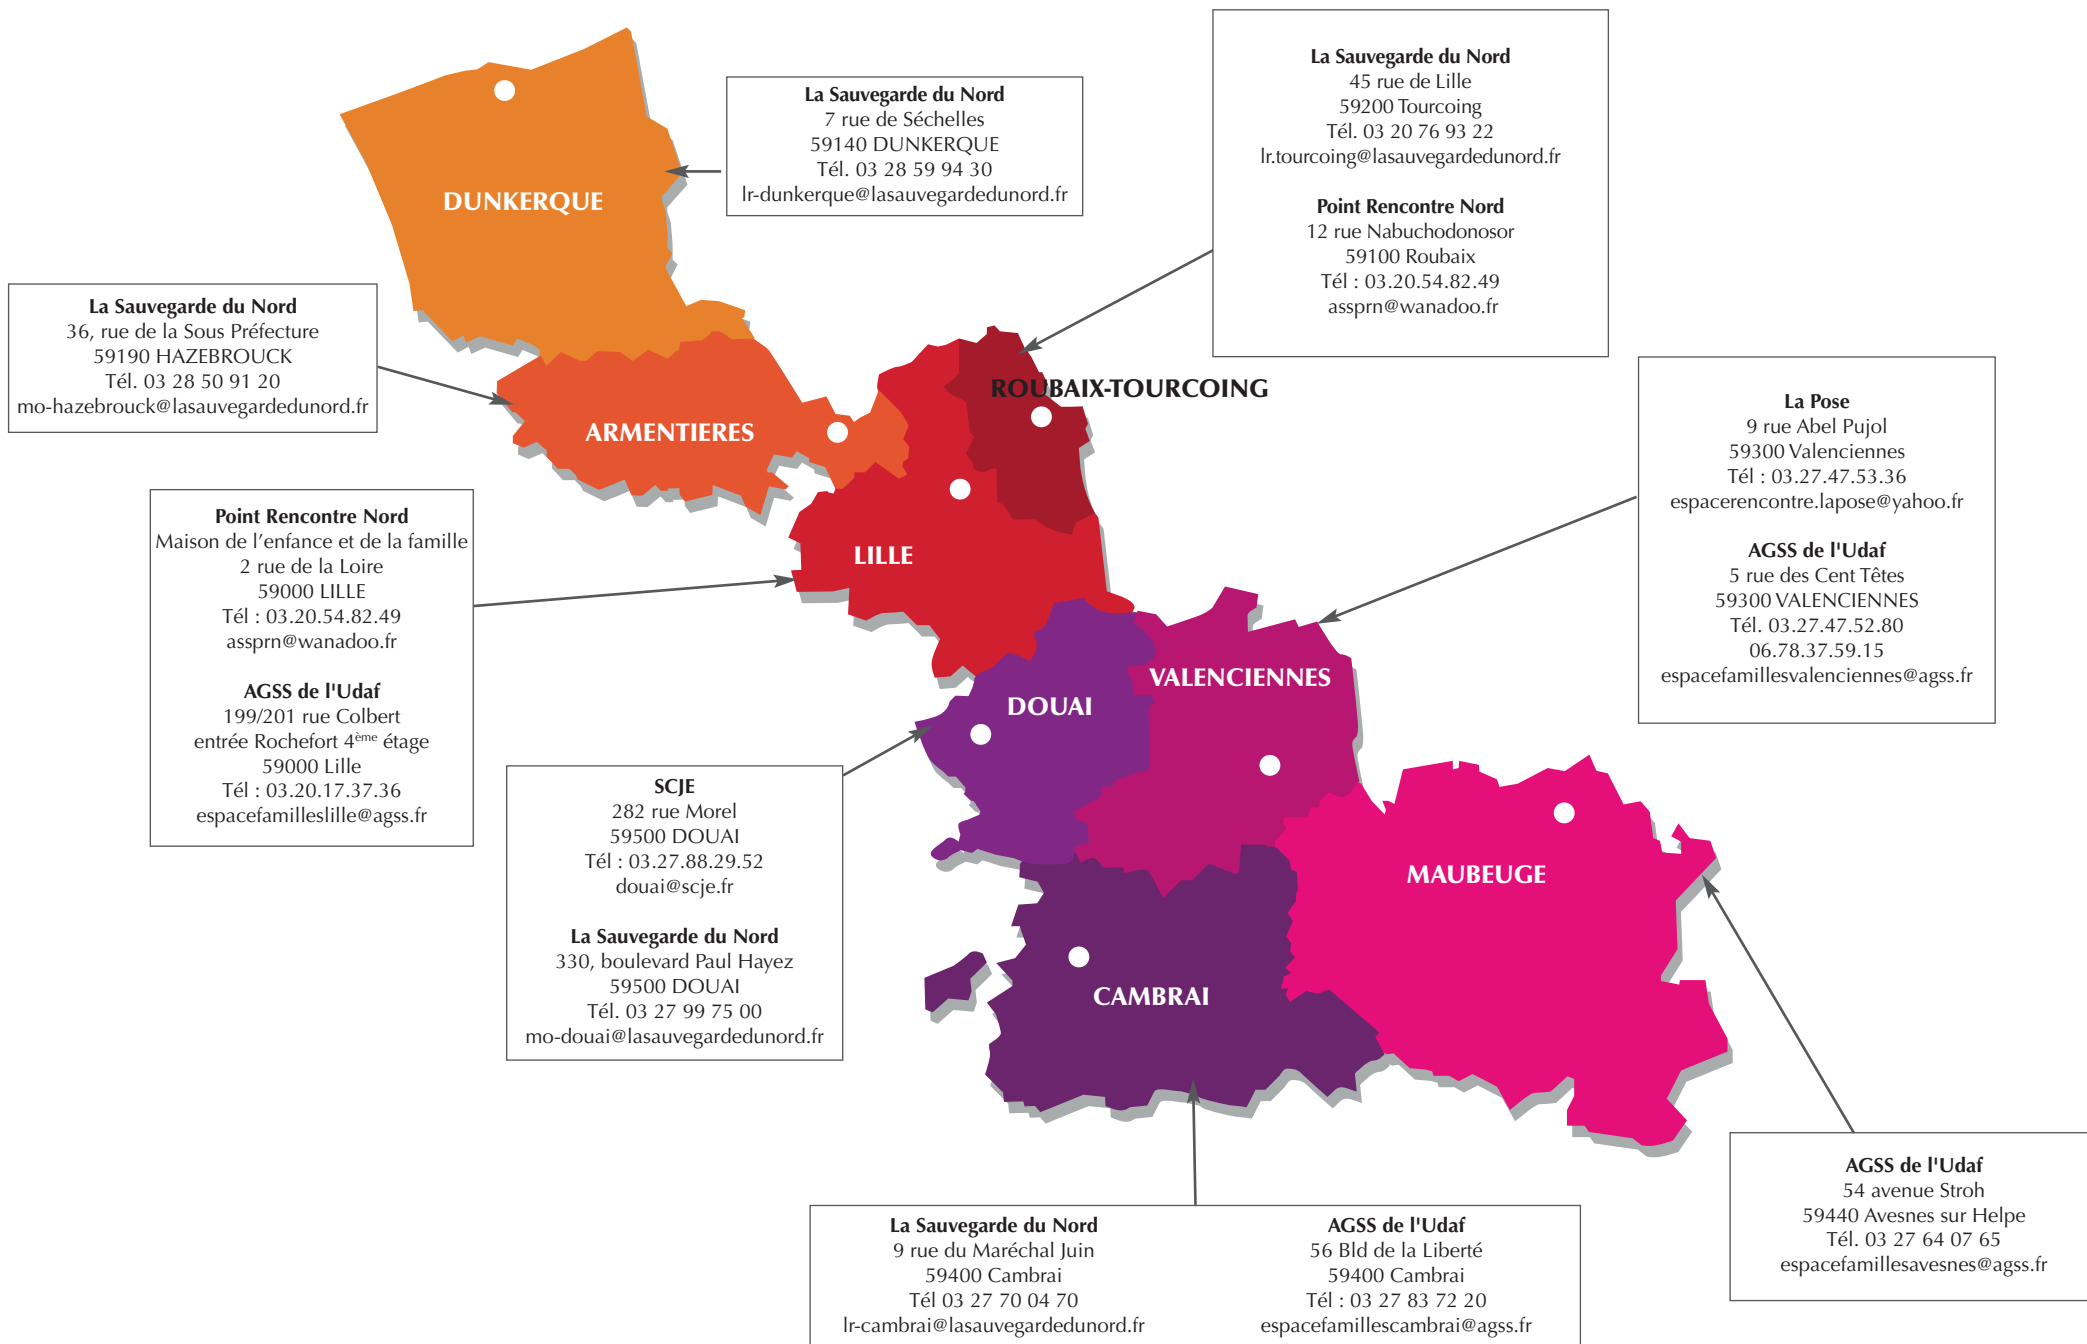 La Sauvegarde du Nord
7 rue de Séchelles
59140 DUNKERQUE
Tél. 03 28 59 94 30
lr-dunkerque@lasauvegardedunord.fr
La Sauvegarde du Nord
45 rue de Lille
59200 Tourcoing
Tél. 03 20 76 93 22
lr.tourcoing@lasauvegardedunord.fr
Point Rencontre Nord
12 rue Nabuchodonosor
59100 Roubaix
Tél : 03.20.54.82.49
assprn@wanadoo.fr
DUNKERQUE
La Sauvegarde du Nord
36, rue de la Sous Préfecture
59190 HAZEBROUCK
Tél. 03 28 50 91 20
mo-hazebrouck@lasauvegardedunord.fr
ROUBAIX-TOURCOING
ARMENTIERES
La Pose
9 rue Abel Pujol
59300 Valenciennes
Tél : 03.27.47.53.36
espacerencontre.lapose@yahoo.fr
AGSS de l'Udaf
5 rue des Cent Têtes
59300 VALENCIENNES
Tél. 03.27.47.52.80
06.78.37.59.15
espacefamillesvalenciennes@agss.fr
Point Rencontre Nord
Maison de l’enfance et de la famille
2 rue de la Loire
59000 LILLE
Tél : 03.20.54.82.49
assprn@wanadoo.fr
AGSS de l'Udaf
199/201 rue Colbert
entrée Rochefort 4ème étage
59000 Lille
Tél : 03.20.17.37.36
espacefamilleslille@agss.fr
LILLE
VALENCIENNES
DOUAI
SCJE
282 rue Morel
59500 DOUAI
Tél : 03.27.88.29.52
douai@scje.fr
La Sauvegarde du Nord
330, boulevard Paul Hayez
59500 DOUAI
Tél. 03 27 99 75 00
mo-douai@lasauvegardedunord.fr
MAUBEUGE
CAMBRAI
La Sauvegarde du Nord
9 rue du Maréchal Juin
59400 Cambrai
Tél 03 27 70 04 70
lr-cambrai@lasauvegardedunord.fr
AGSS de l'Udaf
56 Bld de la Liberté
59400 Cambrai
Tél : 03 27 83 72 20
espacefamillescambrai@agss.fr
AGSS de l'Udaf
54 avenue Stroh
59440 Avesnes sur Helpe
Tél. 03 27 64 07 65
espacefamillesavesnes@agss.fr